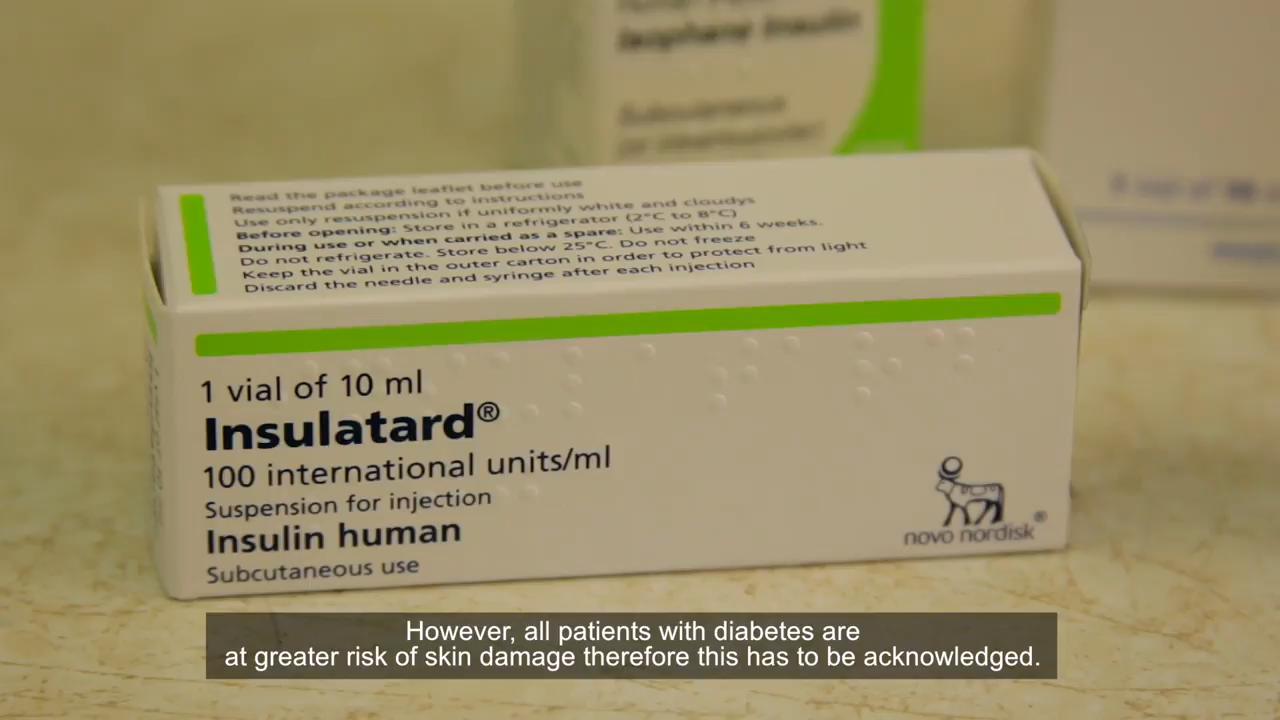 Isophane Insulin
Subcutaneous
Read the package leaflet before use
Resuspend according to instructions
Use only resuspension if uniformly white and cloudys
Before opening: Store in a refrigerator (2°C to 8°C)
During use or when carried as a spare: Use within 6 weeks.
Do not refrigerate. Store below 25°C. Do not freeze
Keep the vial in the outer carton in order to protect from light
Discard the needle and syringe after each injection
1 vial of 10 ml
Insulatard®
100 international units/ml
Suspension for injection
Insulin human
Subcutaneous use
novo nordisk®
However, all patients with diabetes are
at greater risk of skin damage therefore this has to be acknowledged.